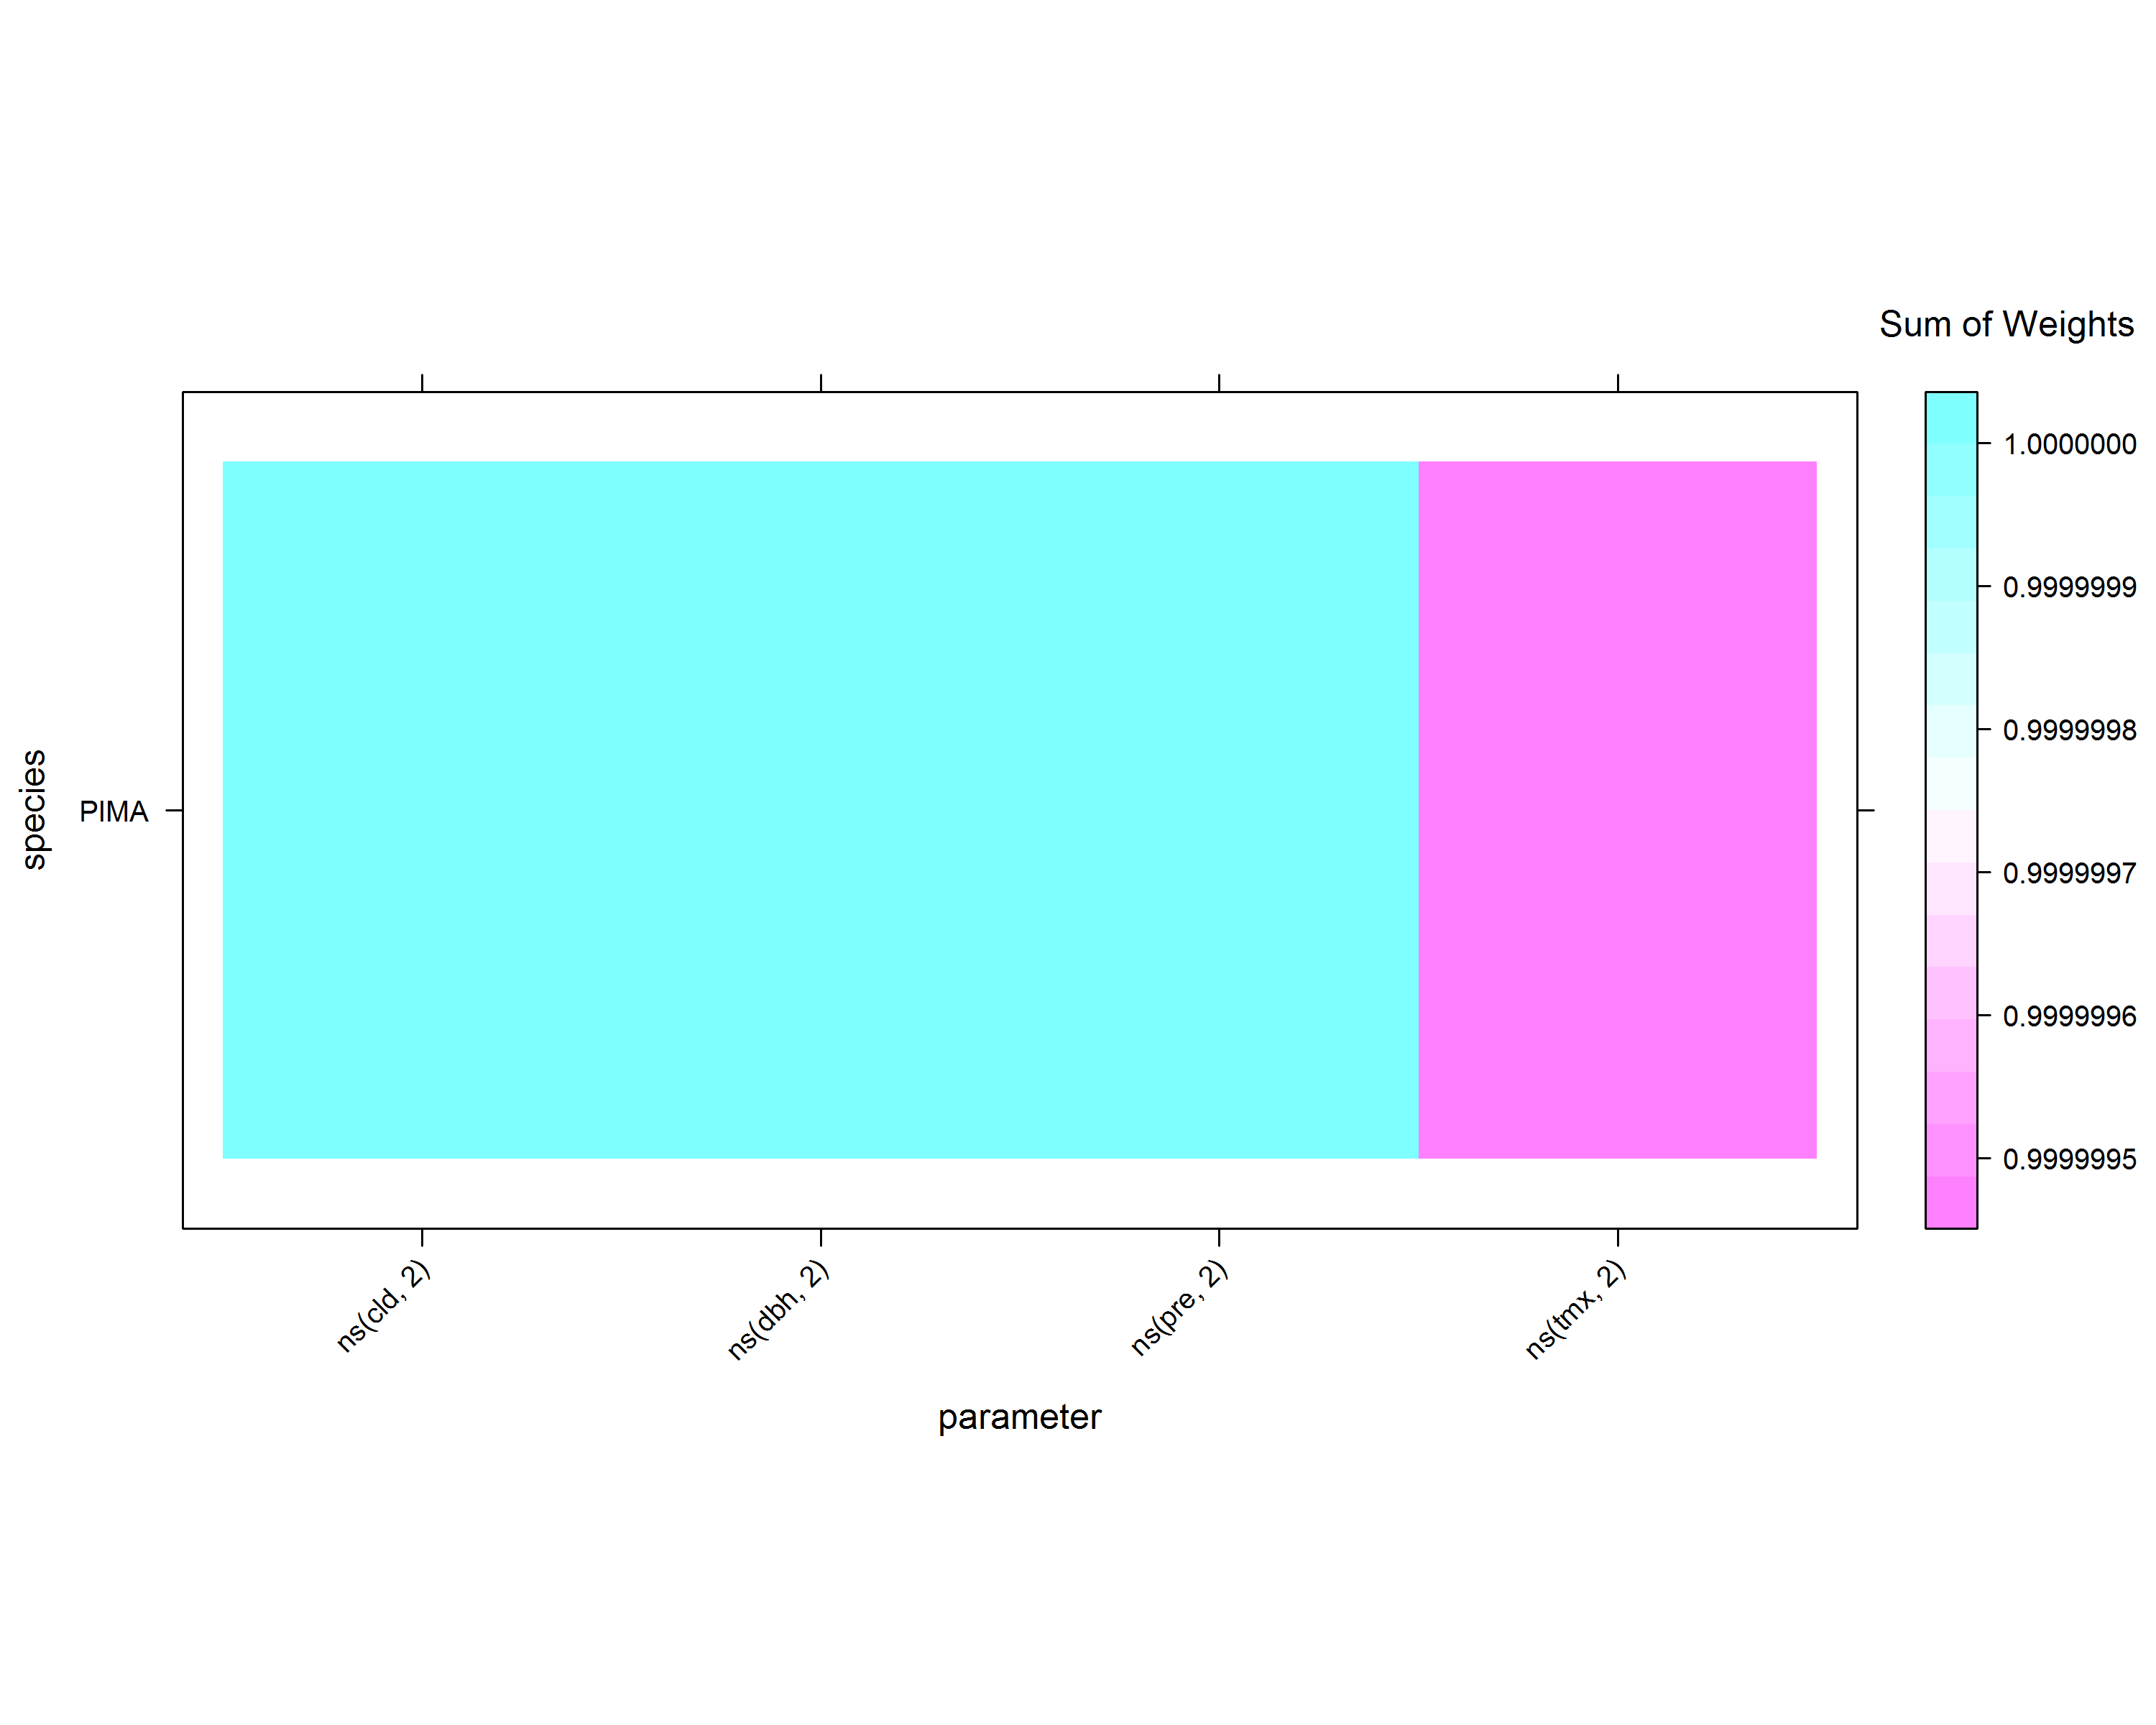 Sum of Weights
1.0000000
0.9999999
0.9999998
0.9999997
0.9999996
0.9999995
species
PIMA
ns(cld, 2)
ns(dbh, 2)
ns(pre, 2)
ns(tmx, 2)
parameter